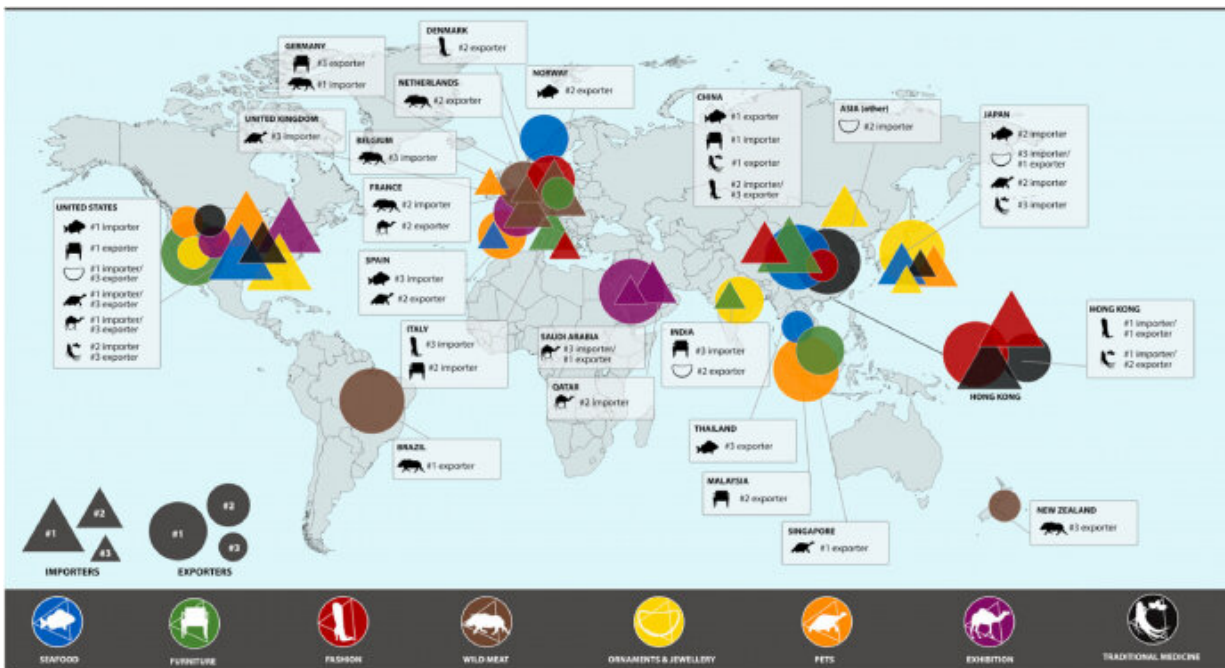 DENMARK
#2 exporter
GERMANY
#3 exporter
#1 importer
NETHERLANDS
#2 exporter
NORWAY
#2 exporter
UNITED KINGDOM
#3 importer
BELGIUM
#3 importer
FRANCE
#2 importer
#2 exporter
CHINA
#1 exporter
#1 importer
#1 exporter
#2 importer/
#3 exporter
ASIA (other)
#2 importer
JAPAN
#2 importer
#3 importer/
#1 exporter
#2 importer
#3 importer
UNITED STATES
#1 importer
#1 exporter
#1 importer/
#3 exporter
#1 importer/
#3 exporter
#1 importer/
#3 exporter
#2 importer
#3 exporter
SPAIN
#3 importer
#2 exporter
ITALY
#3 importer
#2 importer
SAUDI ARABIA
#3 importer/
#1 exporter
QATAR
#2 importer
INDIA
#3 importer
#2 exporter
HONG KONG
#1 importer/
#1 exporter
#1 importer/
#2 exporter
HONG KONG
BRAZIL
#1 exporter
THAILAND
#3 exporter
MALAYSIA
#2 exporter
SINGAPORE
#1 exporter
NEW ZEALAND
#3 exporter
#1
#2
#3
IMPORTERS
#1
#2
#3
EXPORTERS
SEAFOOD
FURNITURE
FASHION
WILD MEAT
ORNAMENTS & JEWELLERY
PETS
EXHIBITION
TRADITIONAL MEDICINE